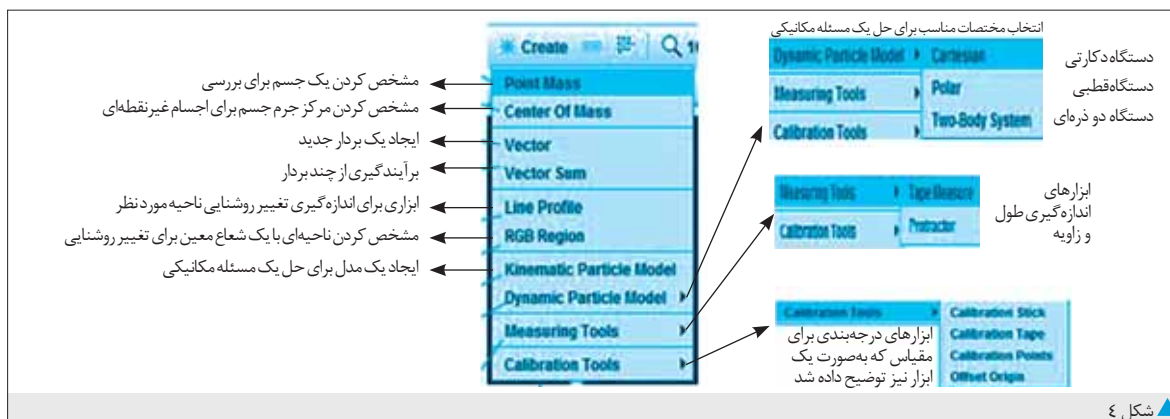 Create
Point Mass
Center Of Mass
Vector
Vector Sum
Line Profile
RGB Region
Kinematic Particle Model
Dynamic Particle Model
Measuring Tools
Calibration Tools
مشخص کردن یک جسم برای بررسی
مشخص کردن مرکز جرم جسم برای اجسام غیرنقطه‌ای
ایجاد یک بردار جدید
برآیندگیری از چند بردار
ابزاری برای اندازه‌گیری تغییر روشنایی ناحیه مورد نظر
مشخص کردن ناحیه‌ای با یک شعاع معین برای تغییر روشنایی
ایجاد یک مدل برای حل یک مسئله مکانیکی
انتخاب مختصات مناسب برای حل یک مسئله مکانیکی
Dynamic Particle Model Cartesian
Measuring Tools Polar
Calibration Tools Two-Body System
دستگاه دکارتی
دستگاه قطبی
دستگاه دو ذره‌ای
Measuring Tools Tape Measure
Calibration Tools Protractor
ابزارهای
اندازه‌گیری طول
و زاویه
Calibration Tools Calibration Stick
Calibration Tape
Calibration Points
Offset Origin
ابزارهای درجه‌بندی برای
مقیاس که به‌صورت یک
ابزار نیز توضیح داده شد
شکل ٤